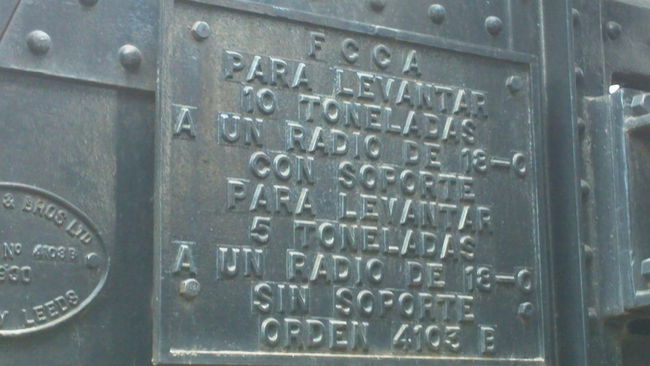 F C C A
PARA LEVANTAR
10 TONELADAS
A UN RADIO DE 18-0
CON SOPORTE
PARA LEVANTAR
5 TONELADAS
A UN RADIO DE 18-0
SIN SOPORTE
ORDEN 4103 B
& BROS LTD
No 4103 B
1930
LEEDS